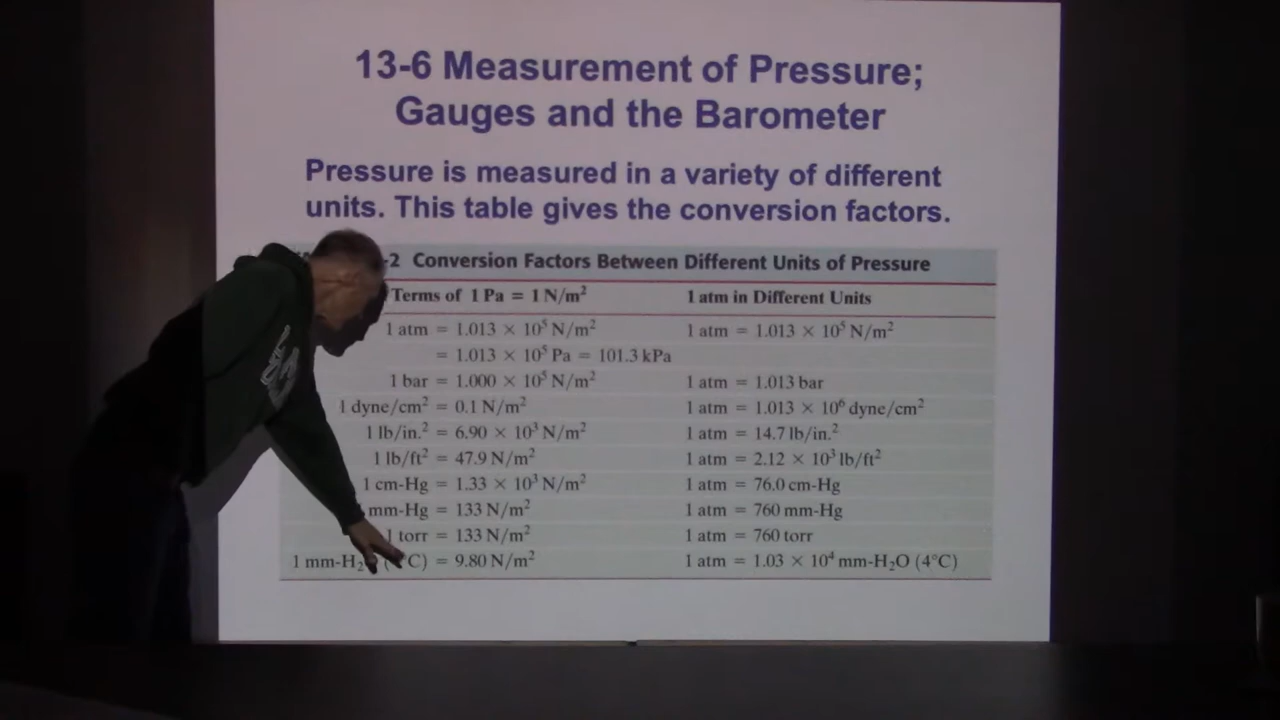 13-6 Measurement of Pressure;
Gauges and the Barometer
Pressure is measured in a variety of different
units. This table gives the conversion factors.
-2 Conversion Factors Between Different Units of Pressure
Terms of 1 Pa = 1 N/m² 1 atm in Different Units
1 atm = 1.013 × 10⁵ N/m² 1 atm = 1.013 × 10⁵ N/m²
= 1.013 × 10⁵ Pa = 101.3 kPa
1 bar = 1.000 × 10⁵ N/m² 1 atm = 1.013 bar
1 dyne/cm² = 0.1 N/m² 1 atm = 1.013 × 10⁶ dyne/cm²
1 lb/in.² = 6.90 × 10³ N/m² 1 atm = 14.7 lb/in.²
1 lb/ft² = 47.9 N/m² 1 atm = 2.12 × 10³ lb/ft²
1 cm-Hg = 1.33 × 10³ N/m² 1 atm = 76.0 cm-Hg
mm-Hg = 133 N/m² 1 atm = 760 mm-Hg
1 torr = 133 N/m² 1 atm = 760 torr
1 mm-H₂ °C) = 9.80 N/m² 1 atm = 1.03 × 10⁴ mm-H₂O (4°C)